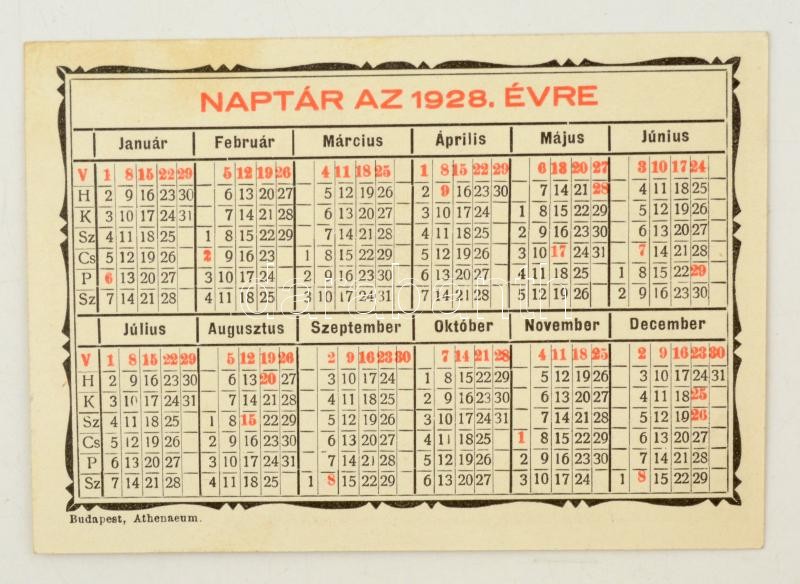 NAPTÁR AZ 1928. ÉVRE
Január Február Március Április Május Június
V 1 8 15 22 29 5 12 19 26 4 11 18 25 1 8 15 22 29 6 13 20 27 3 10 17 24
H 2 9 16 23 30 6 13 20 27 5 12 19 26 2 9 16 23 30 7 14 21 28 4 11 18 25
K 3 10 17 24 31 7 14 21 28 6 13 20 27 3 10 17 24 1 8 15 22 29 5 12 19 26
Sz 4 11 18 25 1 8 15 22 29 7 14 21 28 4 11 18 25 2 9 16 23 30 6 13 20 27
Cs 5 12 19 26 2 9 16 23 1 8 15 22 29 5 12 19 26 3 10 17 24 31 7 14 21 28
P 6 13 20 27 3 10 17 24 2 9 16 23 30 6 13 20 27 4 11 18 25 1 8 15 22 29
Sz 7 14 21 28 4 11 18 25 3 10 17 24 31 7 14 21 28 5 12 19 26 2 9 16 23 30
darabanth
Július Augusztus Szeptember Október November December
V 1 8 15 22 29 5 12 19 26 2 9 16 23 30 7 14 21 28 4 11 18 25 2 9 16 23 30
H 2 9 16 23 30 6 13 20 27 3 10 17 24 1 8 15 22 29 5 12 19 26 3 10 17 24 31
K 3 10 17 24 31 7 14 21 28 4 11 18 25 2 9 16 23 30 6 13 20 27 4 11 18 25
Sz 4 11 18 25 1 8 15 22 29 5 12 19 26 3 10 17 24 31 7 14 21 28 5 12 19 26
Cs 5 12 19 26 2 9 16 23 30 6 13 20 27 4 11 18 25 1 8 15 22 29 6 13 20 27
P 6 13 20 27 3 10 17 24 31 7 14 21 28 5 12 19 26 2 9 16 23 30 7 14 21 28
Sz 7 14 21 28 4 11 18 25 1 8 15 22 29 6 13 20 27 3 10 17 24 1 8 15 22 29
Budapest, Athenaeum.